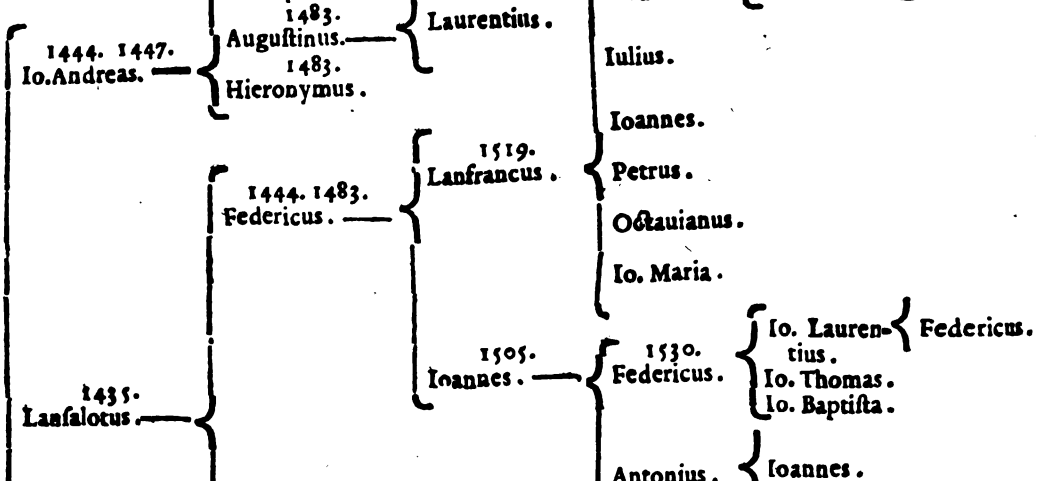 1483.
Auguſtinus.
Laurentius.
1444. 1447.
Io.Andreas.
1483.
Hieronymus.
Iulius.
Ioannes.
1519.
Lanfrancus.
Petrus.
1444. 1483.
Federicus.
Octauianus.
Io. Maria.
1505.
Ioannes.
1530.
Federicus.
Io. Lauren-
tius.
Federicus.
Io. Thomas.
Io. Baptiſta.
1435.
Lanſalotus.
Antonius.
Ioannes.